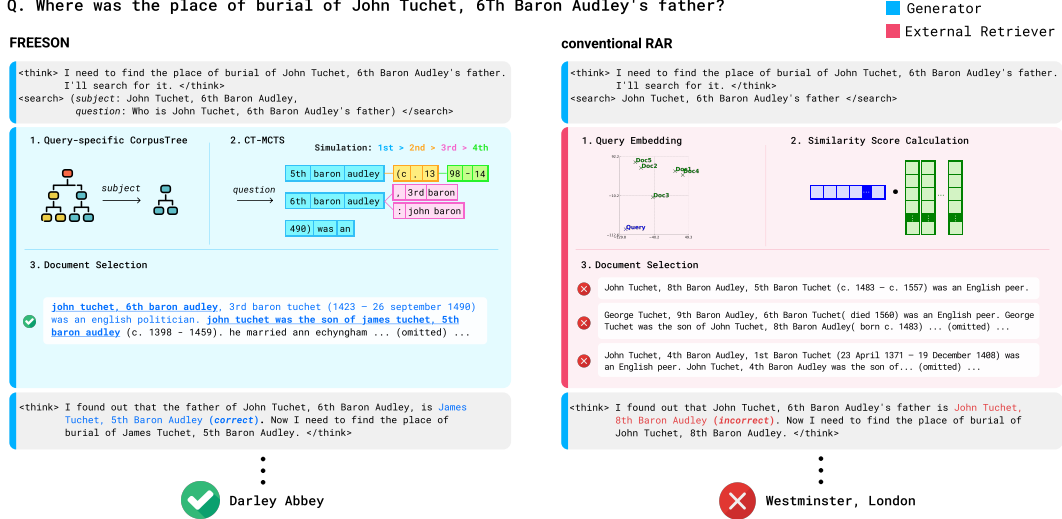 Q. Where was the place of burial of John Tuchet, 6Th Baron Audley's father?
Generator
External Retriever
FREESON
<think> I need to find the place of burial of John Tuchet, 6th Baron Audley's father.
I'll search for it. </think>
<search> (subject: John Tuchet, 6th Baron Audley,
question: Who is John Tuchet, 6th Baron Audley's father) </search>
1. Query-specific CorpusTree
subject
2. CT-MCTS
Simulation: 1st > 2nd > 3rd > 4th
question
5th baron audley (c . 13 98 - 14
6th baron audley , 3rd baron
: john baron
490) was an
3. Document Selection
john tuchet, 6th baron audley, 3rd baron tuchet (1423 – 26 september 1490)
was an english politician. john tuchet was the son of james tuchet, 5th
baron audley (c. 1398 - 1459). he married ann echyngham ... (omitted) ...
<think> I found out that the father of John Tuchet, 6th Baron Audley, is James
Tuchet, 5th Baron Audley (correct). Now I need to find the place of
burial of James Tuchet, 5th Baron Audley. </think>
Darley Abbey
conventional RAR
<think> I need to find the place of burial of John Tuchet, 6th Baron Audley's father.
I'll search for it. </think>
<search> John Tuchet, 6th Baron Audley's father </search>
1. Query Embedding
Doc5
Doc2
Doc4
Doc3
Query
2. Similarity Score Calculation
3. Document Selection
John Tuchet, 8th Baron Audley, 5th Baron Tuchet (c. 1483 – c. 1557) was an English peer.
George Tuchet, 9th Baron Audley, 6th Baron Tuchet( died 1560) was an English peer. George
Tuchet was the son of John Tuchet, 8th Baron Audley( born c. 1483) ... (omitted) ...
John Tuchet, 4th Baron Audley, 1st Baron Tuchet (23 April 1371 – 19 December 1408) was
an English peer. John Tuchet, 4th Baron Audley was the son of... (omitted) ...
<think> I found out that John Tuchet, 6th Baron Audley's father is John Tuchet,
8th Baron Audley (incorrect). Now I need to find the place of burial of
John Tuchet, 8th Baron Audley. </think>
Westminster, London